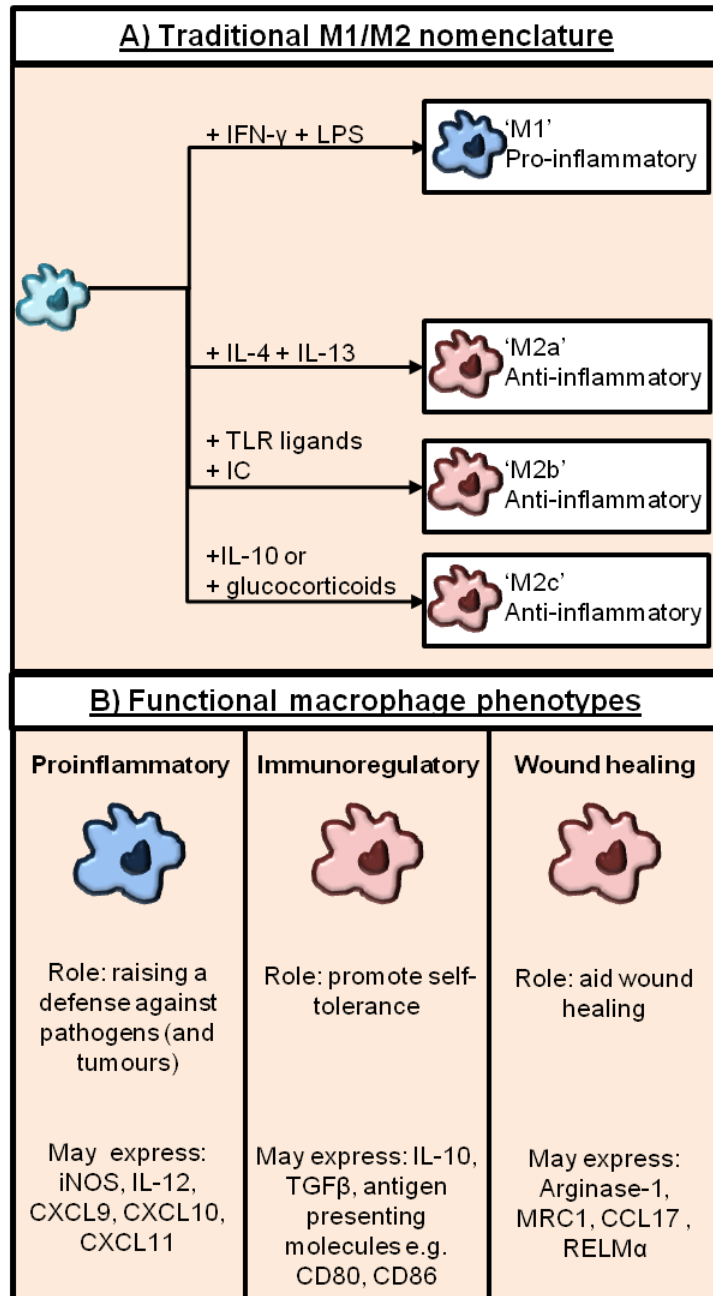 A) Traditional M1/M2 nomenclature
+ IFN-γ + LPS
‘M1’
Pro-inflammatory
+ IL-4 + IL-13
‘M2a’
Anti-inflammatory
+ TLR ligands
+ IC
‘M2b’
Anti-inflammatory
+IL-10 or
+ glucocorticoids
‘M2c’
Anti-inflammatory
B) Functional macrophage phenotypes
Proinflammatory
Role: raising a
defense against
pathogens (and
tumours)
May express:
iNOS, IL-12,
CXCL9, CXCL10,
CXCL11
Immunoregulatory
Role: promote self-
tolerance
May express: IL-10,
TGFβ, antigen
presenting
molecules e.g.
CD80, CD86
Wound healing
Role: aid wound
healing
May express:
Arginase-1,
MRC1, CCL17 ,
RELMα